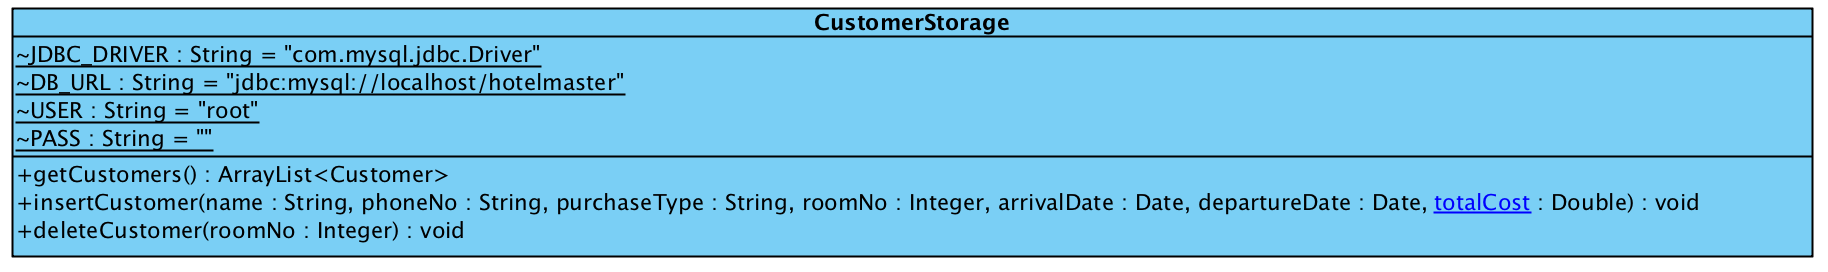 CustomerStorage
~JDBC_DRIVER : String = "com.mysql.jdbc.Driver"
~DB_URL : String = "jdbc:mysql://localhost/hotelmaster"
~USER : String = "root"
~PASS : String = ""
+getCustomers() : ArrayList<Customer>
+insertCustomer(name : String, phoneNo : String, purchaseType : String, roomNo : Integer, arrivalDate : Date, departureDate : Date, totalCost : Double) : void
+deleteCustomer(roomNo : Integer) : void